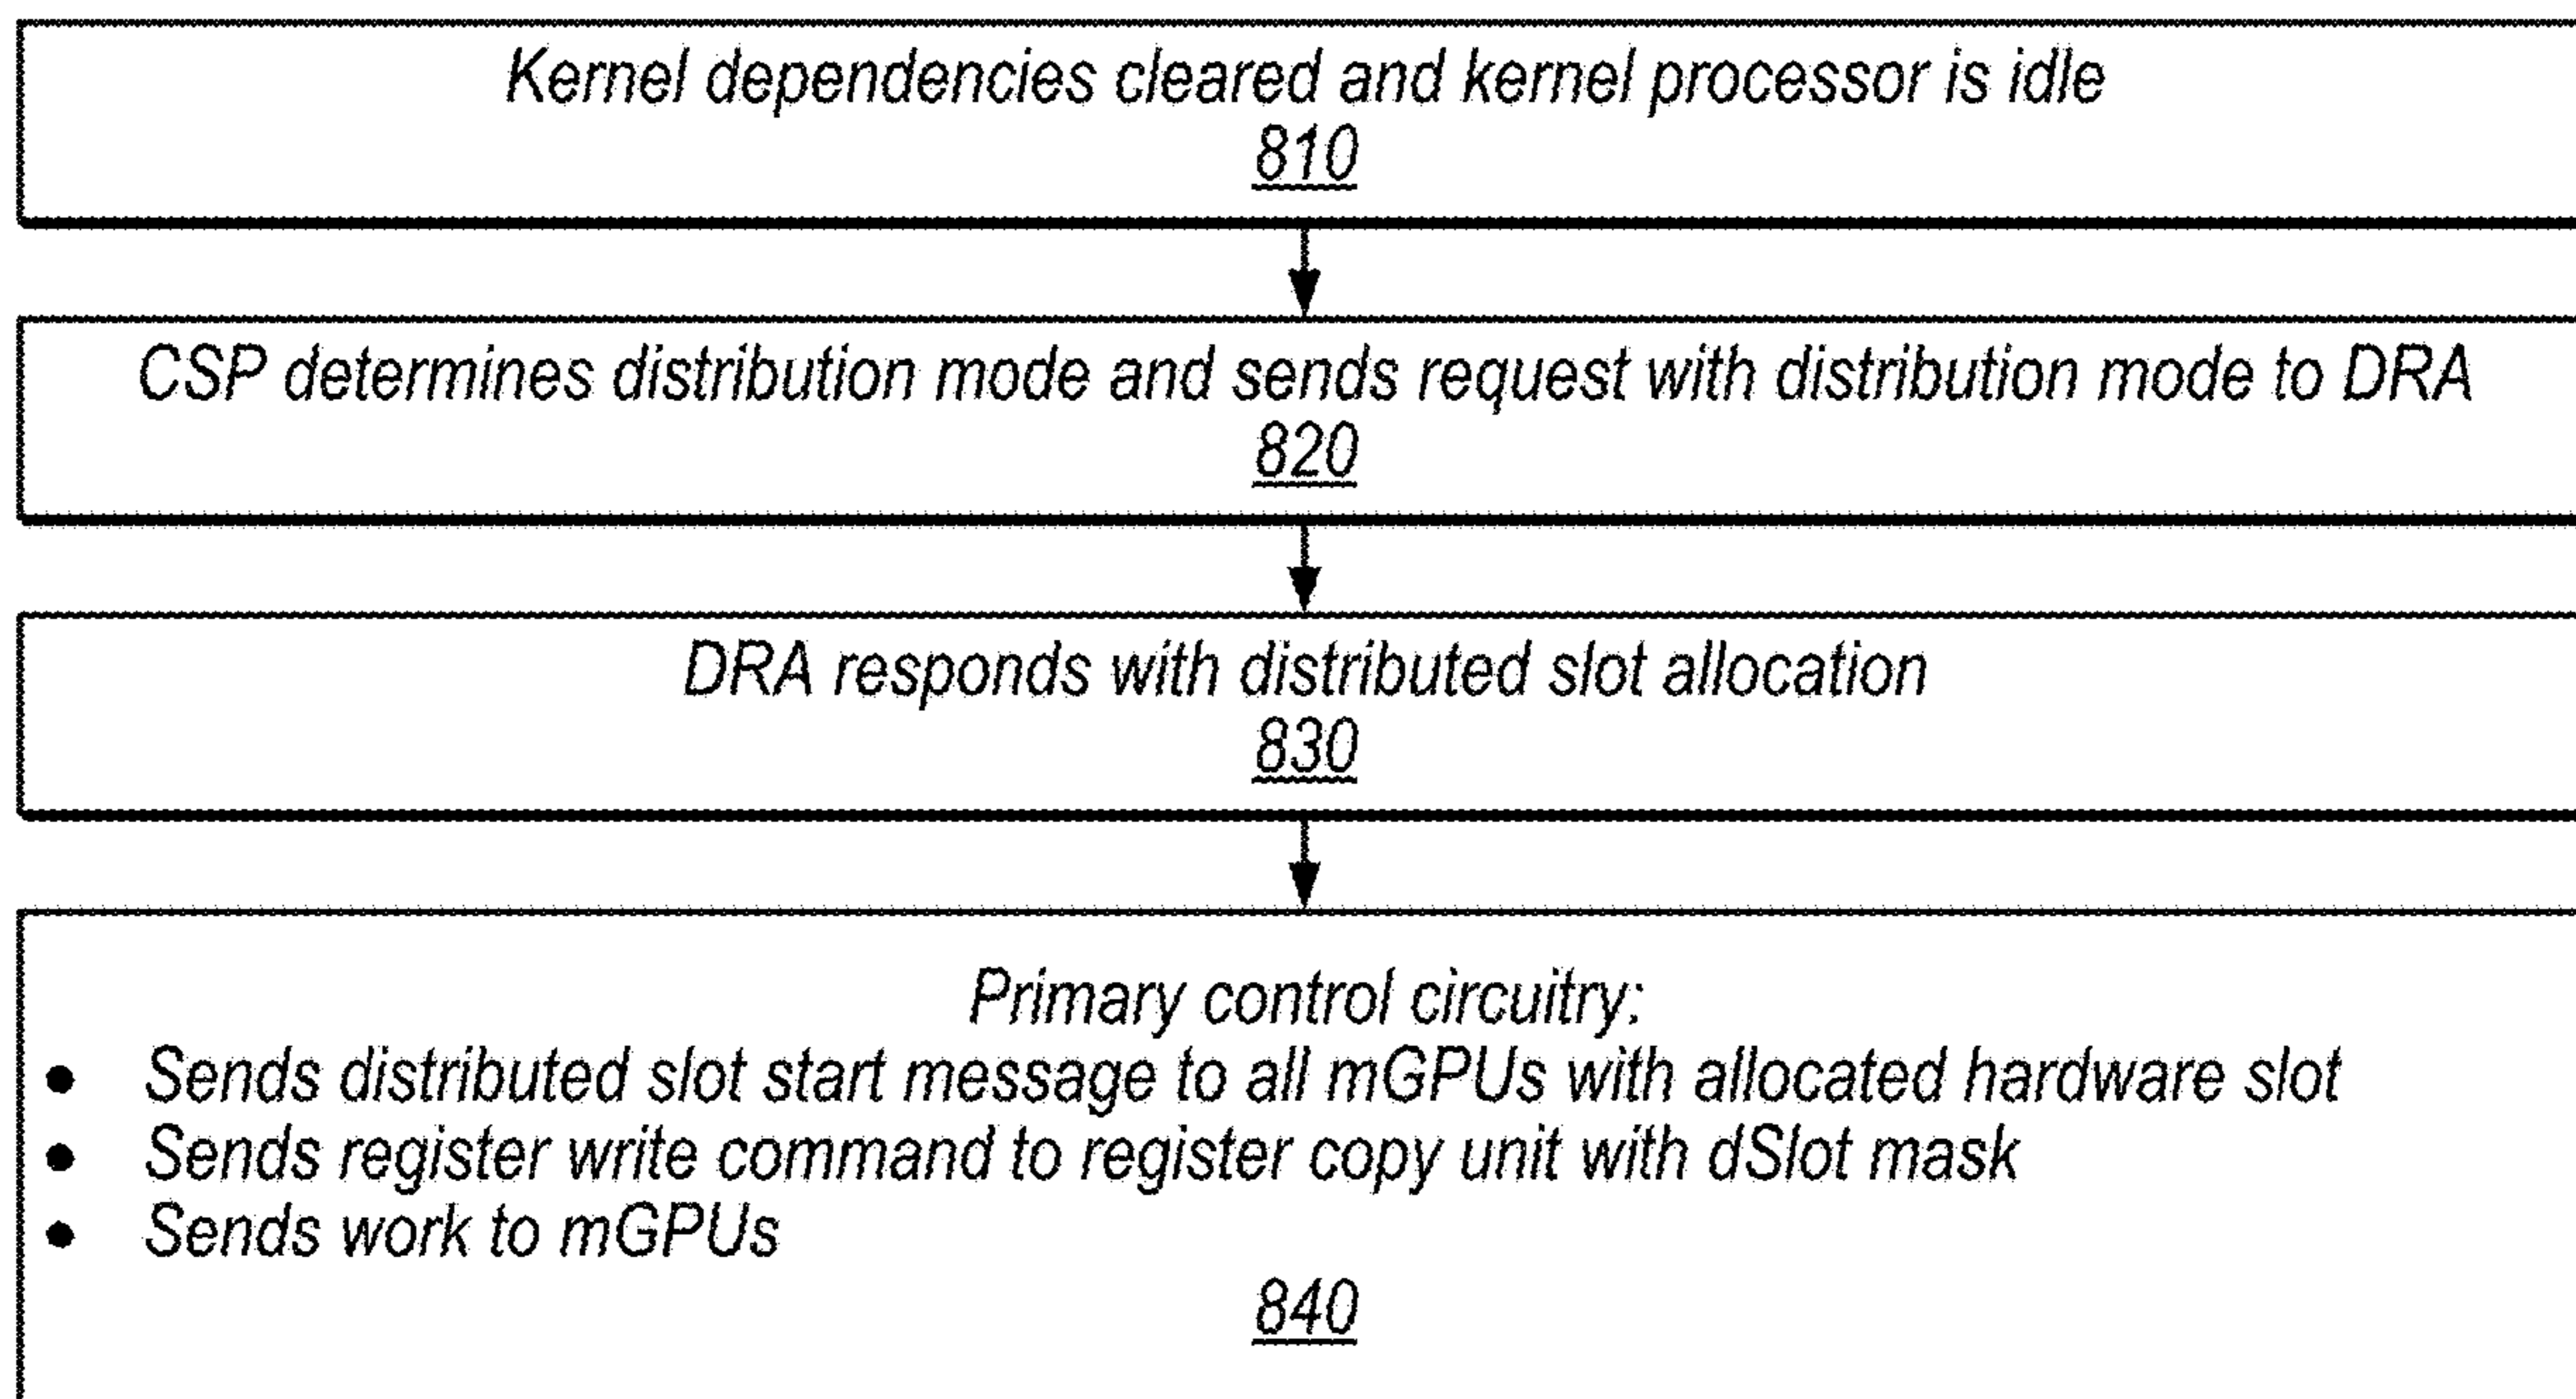 Kernel dependencies cleared and kernel processor is idle
810
CSP determines distribution mode and sends request with distribution mode to DRA
820
DRA responds with distributed slot allocation
830
Primary control circuitry:
• Sends distributed slot start message to all mGPUs with allocated hardware slot
• Sends register write command to register copy unit with dSlot mask
• Sends work to mGPUs
840